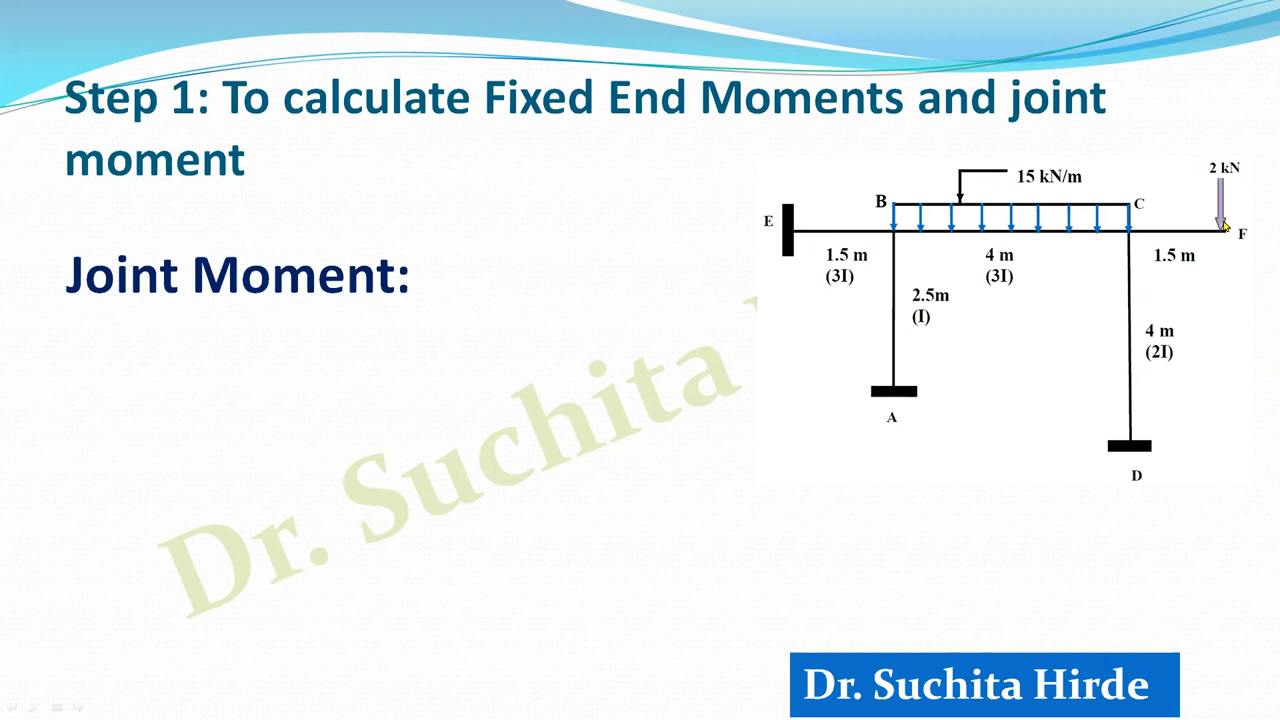 Step 1: To calculate Fixed End Moments and joint
moment
Joint Moment:
2 kN
15 kN/m
B
C
E
F
1.5 m
(3I)
4 m
(3I)
1.5 m
2.5m
(I)
4 m
(2I)
A
D
Dr. Suchita
Dr. Suchita Hirde